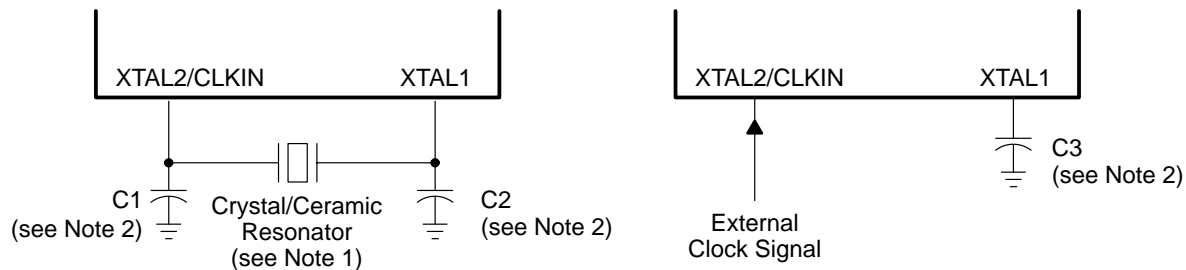 XTAL2/CLKIN
XTAL1
C1
(see Note 2)
Crystal/Ceramic
Resonator
(see Note 1)
C2
(see Note 2)
XTAL2/CLKIN
XTAL1
C3
(see Note 2)
External
Clock Signal